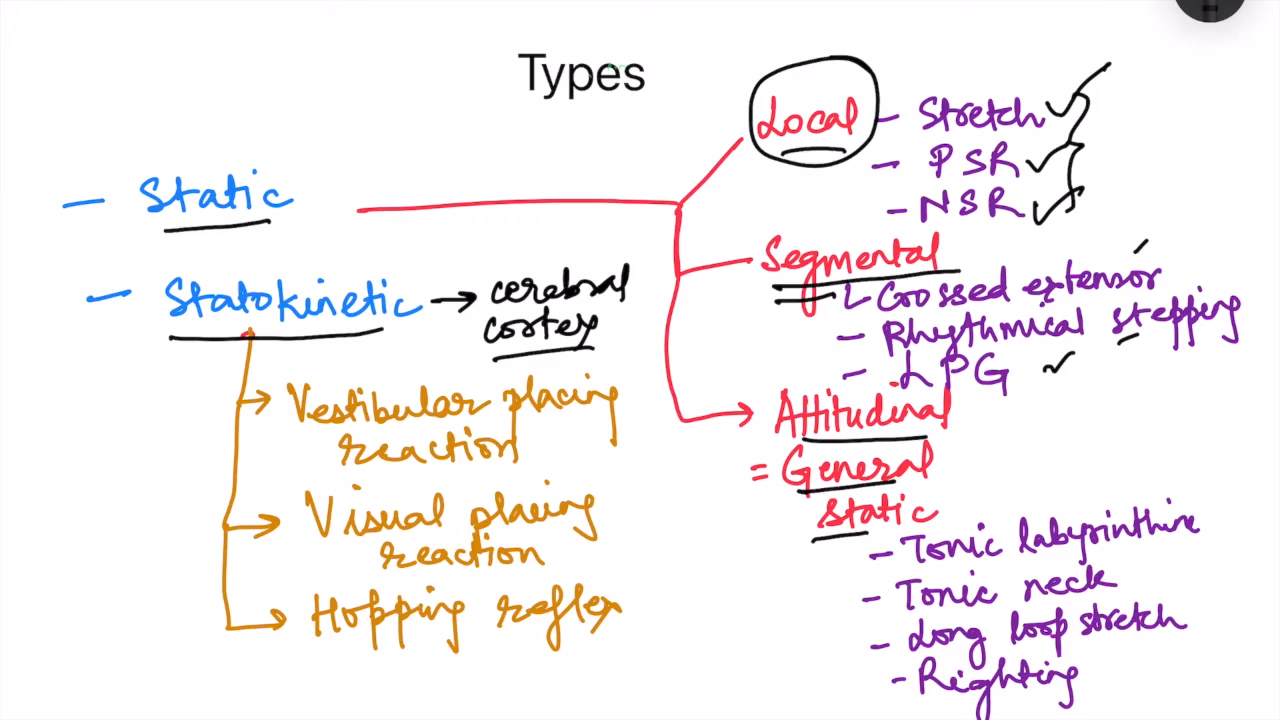 Types
- Static
- Statokinetic → cerebral
cortex
→ Vestibular placing
reaction
→ Visual placing
reaction
→ Hopping reflex
Local - Stretch ✓
- PSR ✓
- NSR ✓
Segmental
- Crossed extensor
- Rhythmical stepping
- LPG ✓
→ Attitudinal
= General
static
- Tonic labyrinthine
- Tonic neck
- Long loop stretch
- Righting